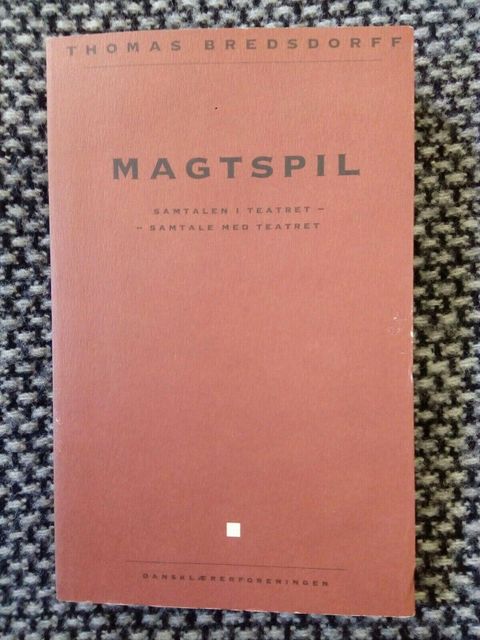 THOMAS BREDSDORFF
MAGTSPIL
SAMTALEN I TEATRET –
– SAMTALE MED TEATRET
DANSKLÆRERFORENINGEN